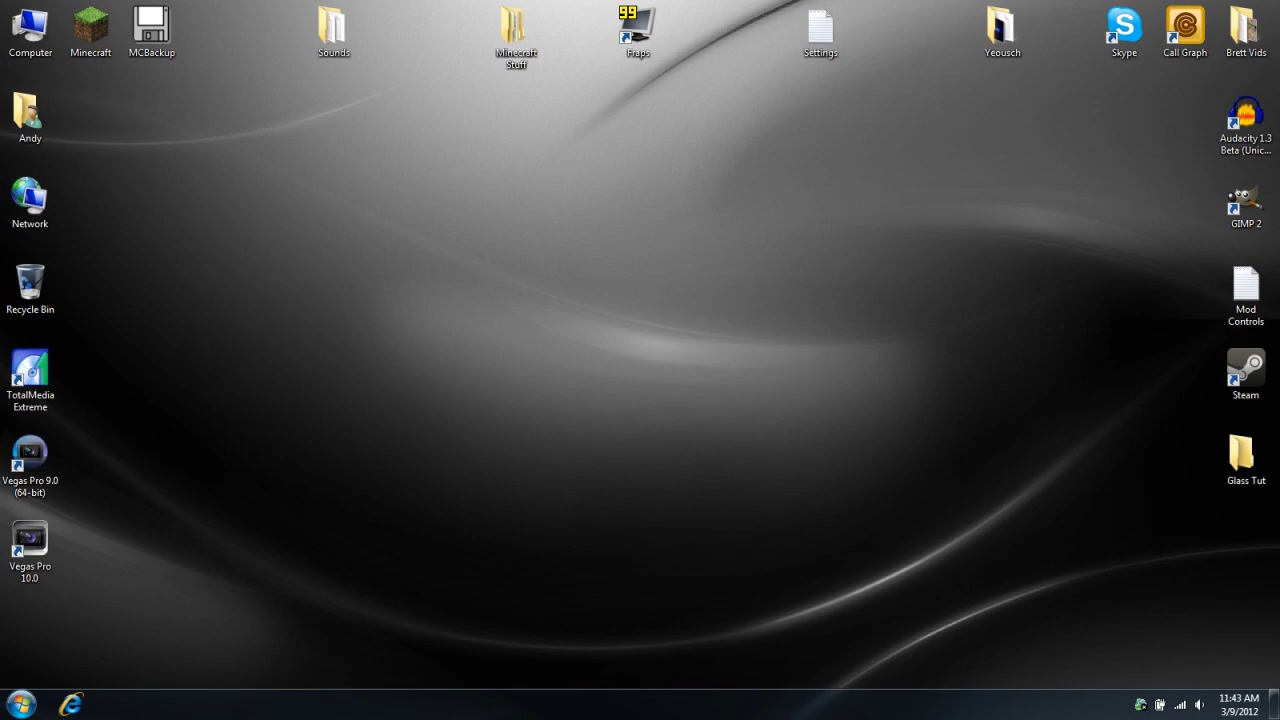 Computer
Minecraft
MCBackup
Sounds
Minecraft
Stuff
99
Fraps
Settings
Yeousch
Skype
Call Graph
Brett Vids
Andy
Audacity 1.3
Beta (Unic...
Network
GIMP 2
Recycle Bin
Mod
Controls
TotalMedia
Extreme
Steam
Vegas Pro 9.0
(64-bit)
Glass Tut
Vegas Pro
10.0
11:43 AM
3/9/2012